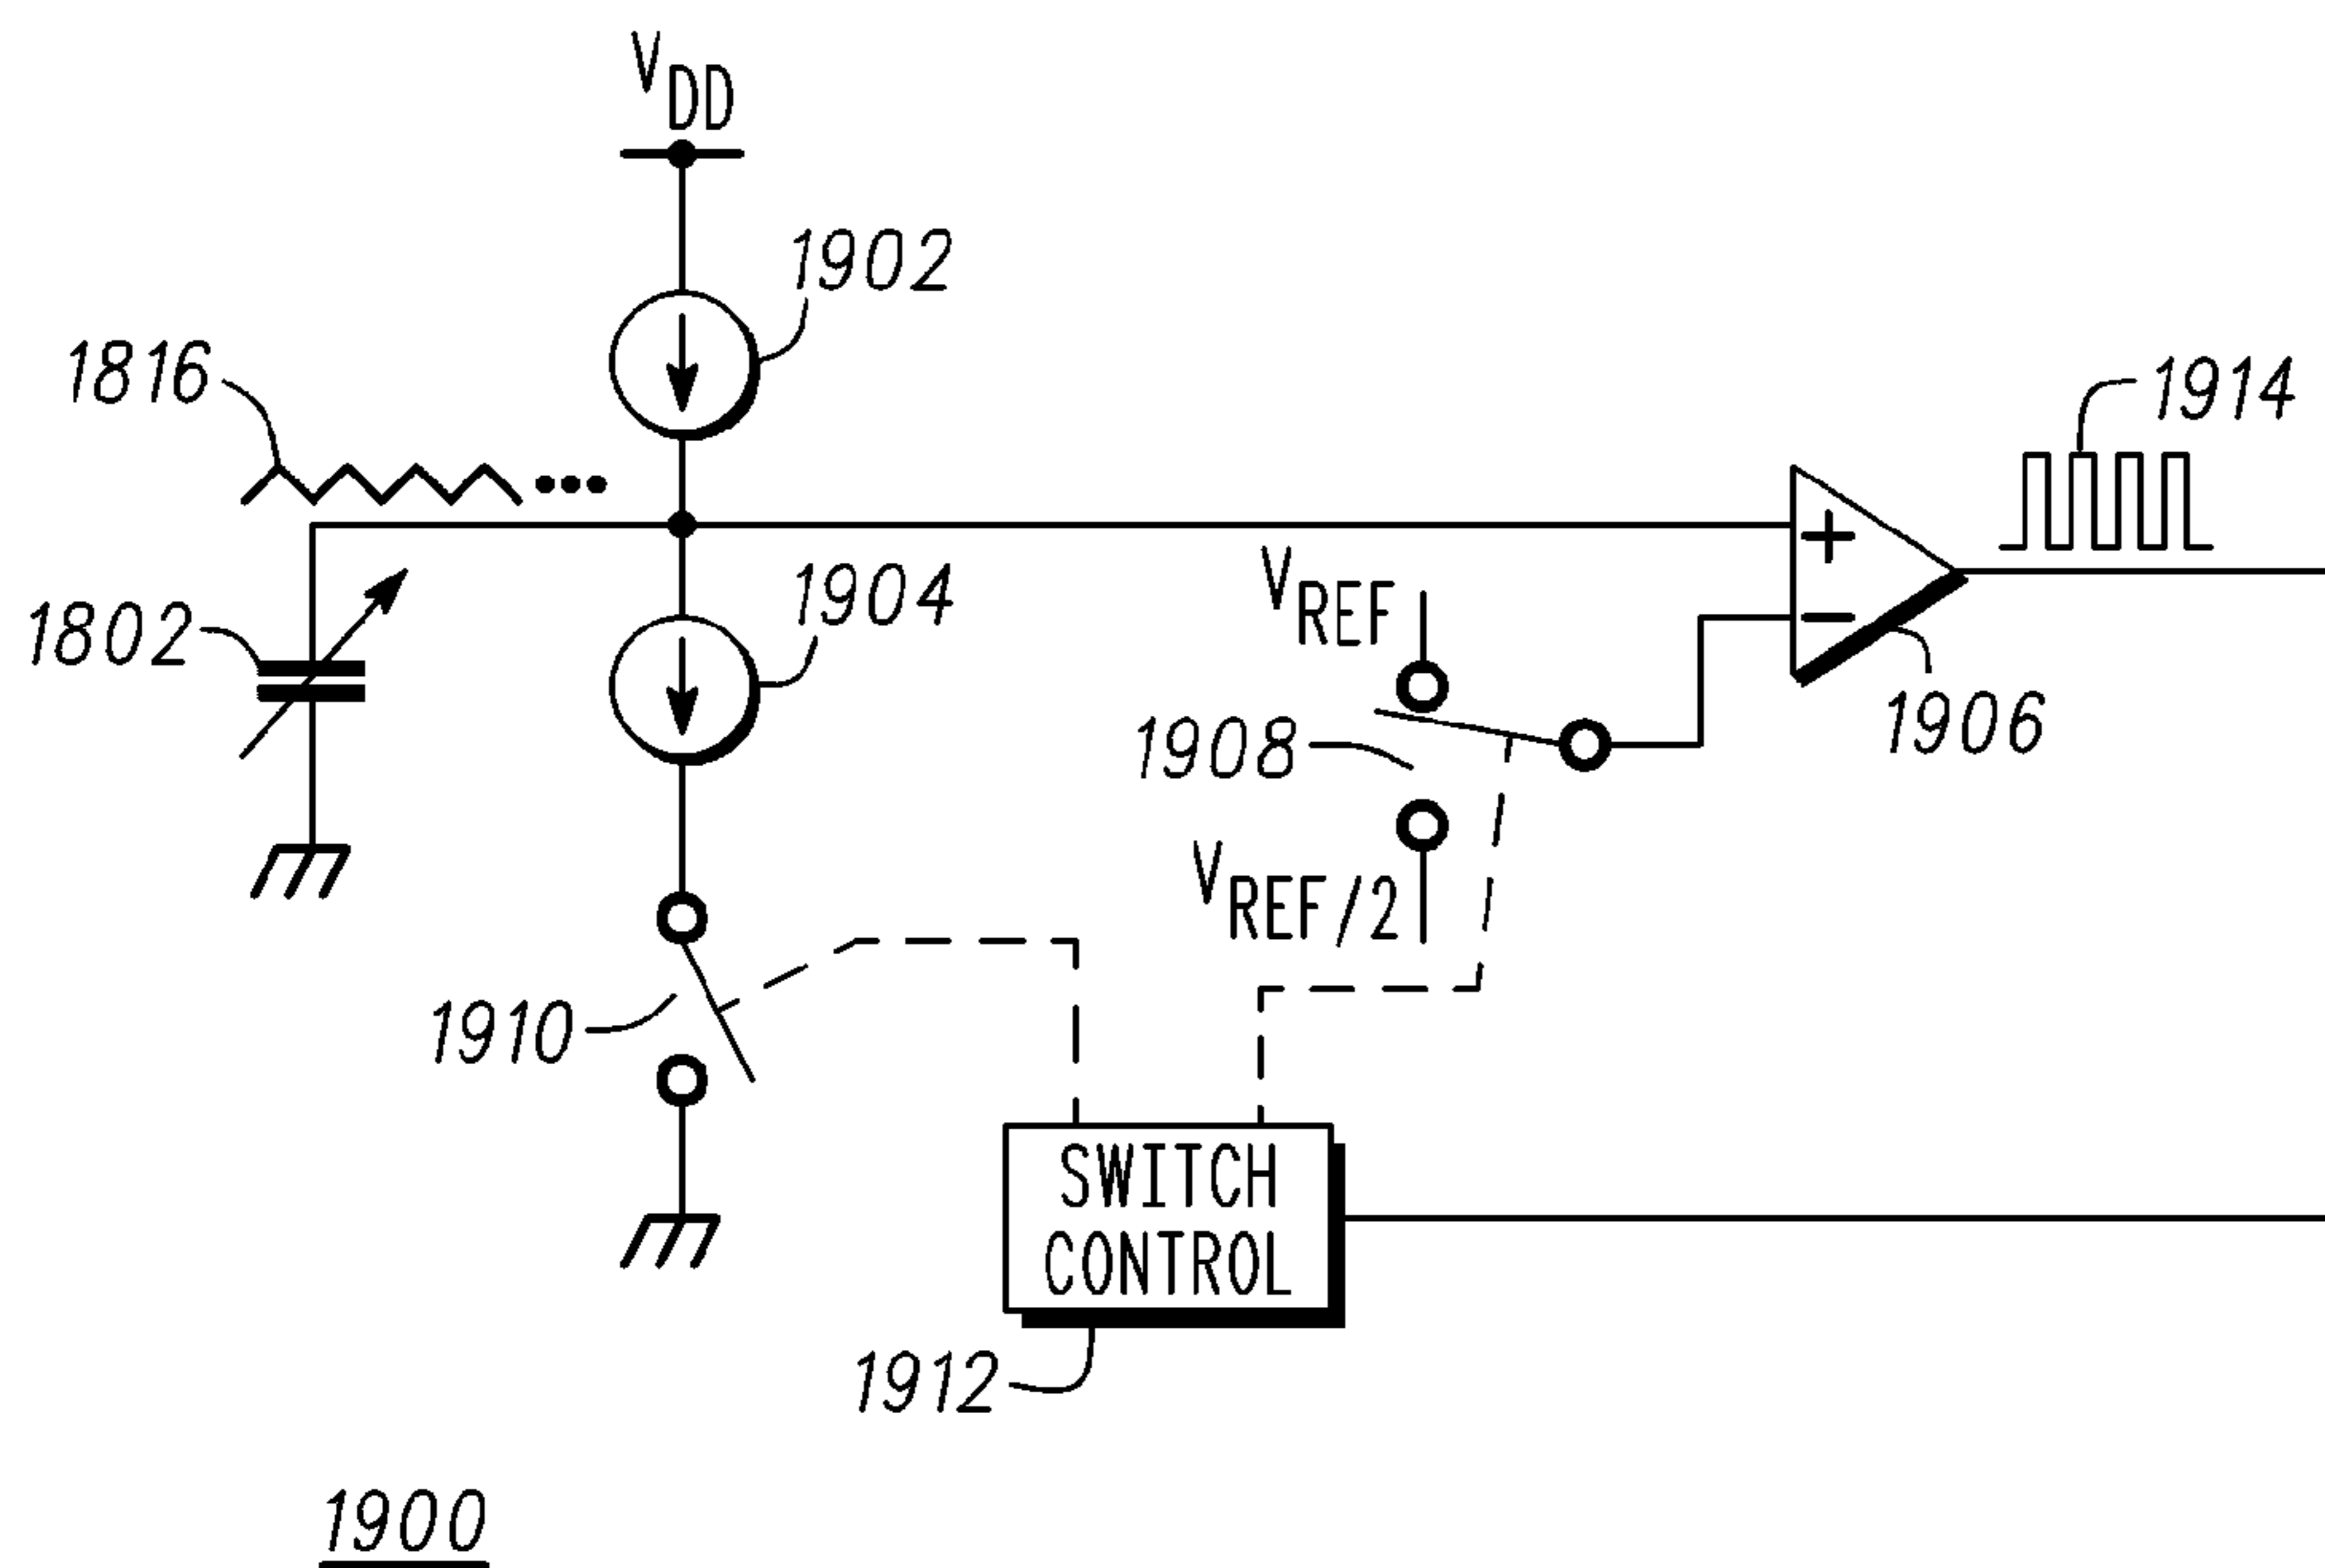 VDD
1902
1816
1914
+
VREF
1904
1802
−
1908
1906
VREF/2
1910
SWITCH
CONTROL
1912
1900